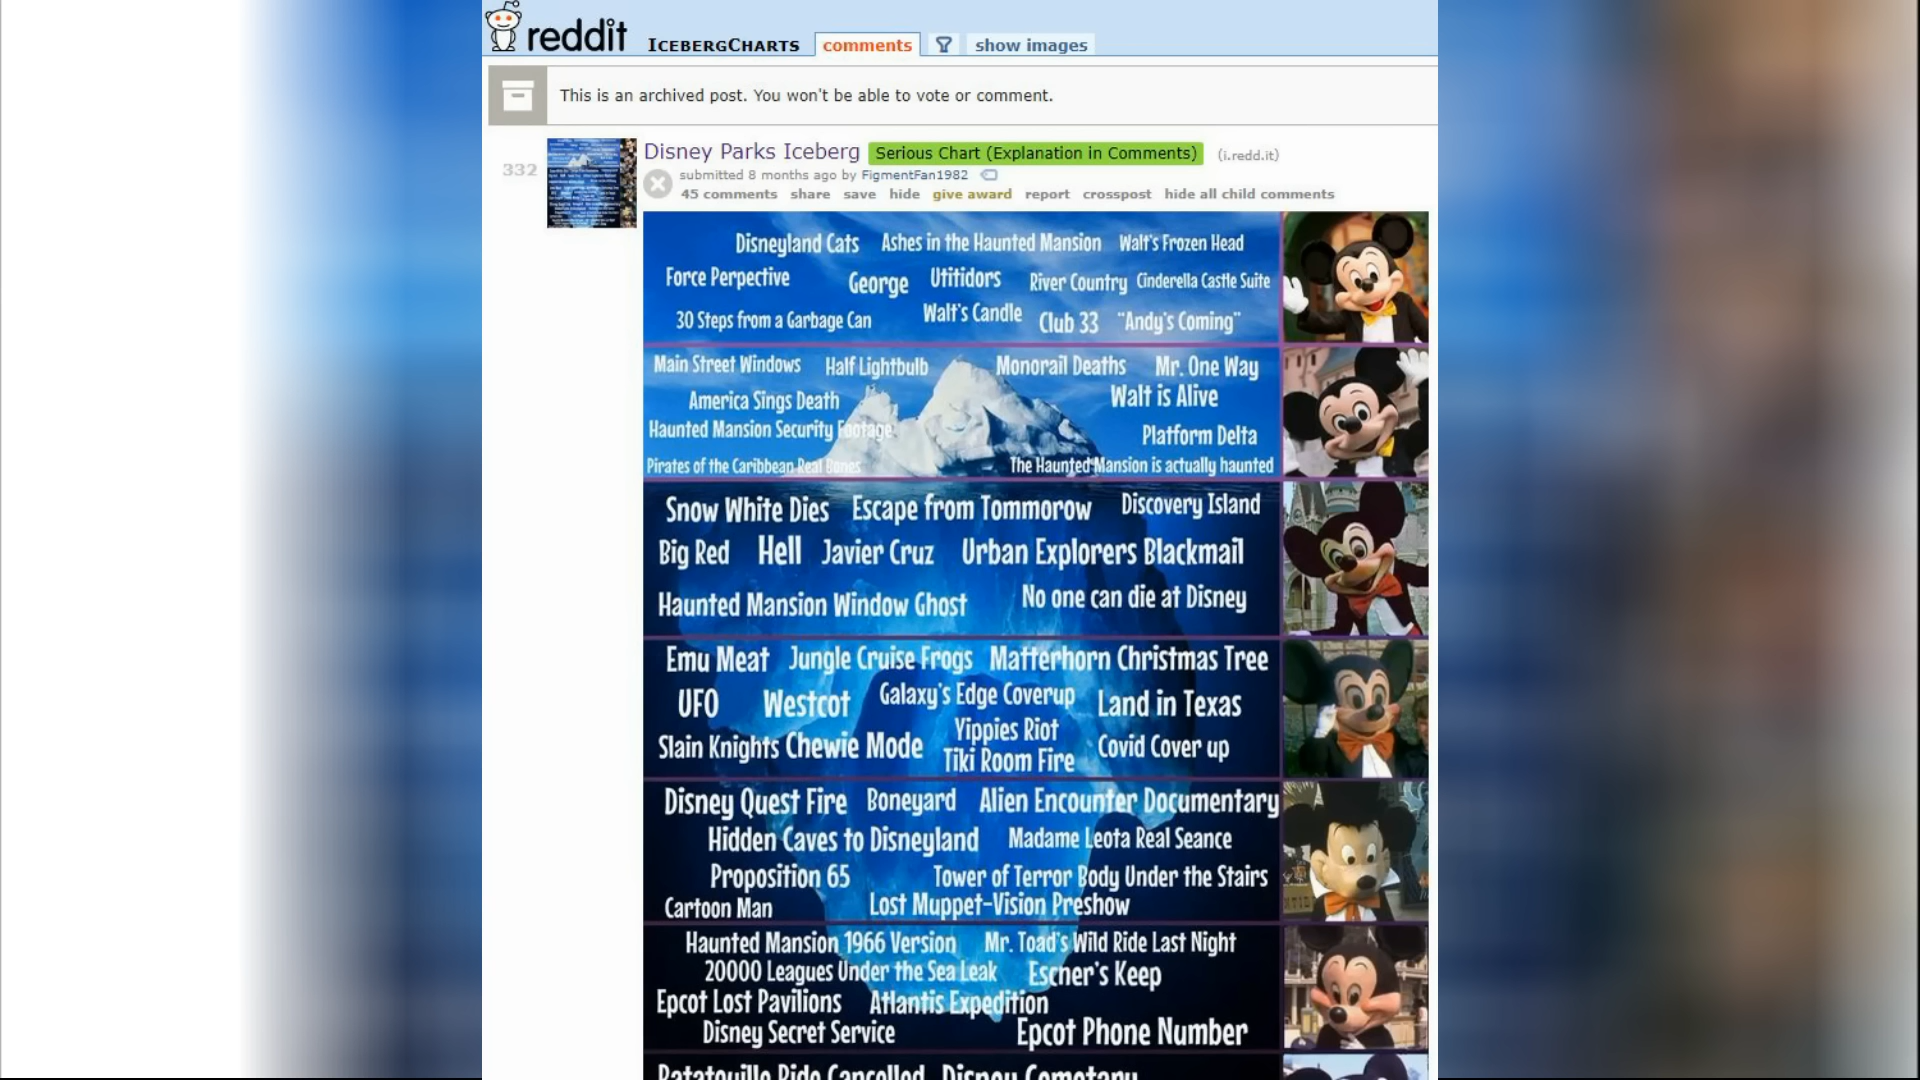 reddit IcebergCharts comments show images
This is an archived post. You won't be able to vote or comment.
332
Disney Parks Iceberg Serious Chart (Explanation in Comments) (i.redd.it)
submitted 8 months ago by FigmentFan1982
45 comments share save hide give award report crosspost hide all child comments
Disneyland Cats Ashes in the Haunted Mansion Walt's Frozen Head
Force Perpective George Utitidors River Country Cinderella Castle Suite
30 Steps from a Garbage Can Walt's Candle Club 33 "Andy's Coming"
Main Street Windows Half Lightbulb Monorail Deaths Mr. One Way
America Sings Death Walt is Alive
Haunted Mansion Security Footage Platform Delta
Pirates of the Caribbean Real Bones The Haunted Mansion is actually haunted
Snow White Dies Escape from Tommorow Discovery Island
Big Red Hell Javier Cruz Urban Explorers Blackmail
Haunted Mansion Window Ghost No one can die at Disney
Emu Meat Jungle Cruise Frogs Matterhorn Christmas Tree
UFO Westcot Galaxy's Edge Coverup Land in Texas
Yippies Riot
Slain Knights Chewie Mode Tiki Room Fire Covid Cover up
Disney Quest Fire Boneyard Alien Encounter Documentary
Hidden Caves to Disneyland Madame Leota Real Seance
Proposition 65 Tower of Terror Body Under the Stairs
Cartoon Man Lost Muppet-Vision Preshow
Haunted Mansion 1966 Version Mr. Toad's Wild Ride Last Night
20000 Leagues Under the Sea Leak Escner's Keep
Epcot Lost Pavilions Atlantis Expedition
Disney Secret Service Epcot Phone Number
Ratatouille Ride Cancelled Disney Cemetary